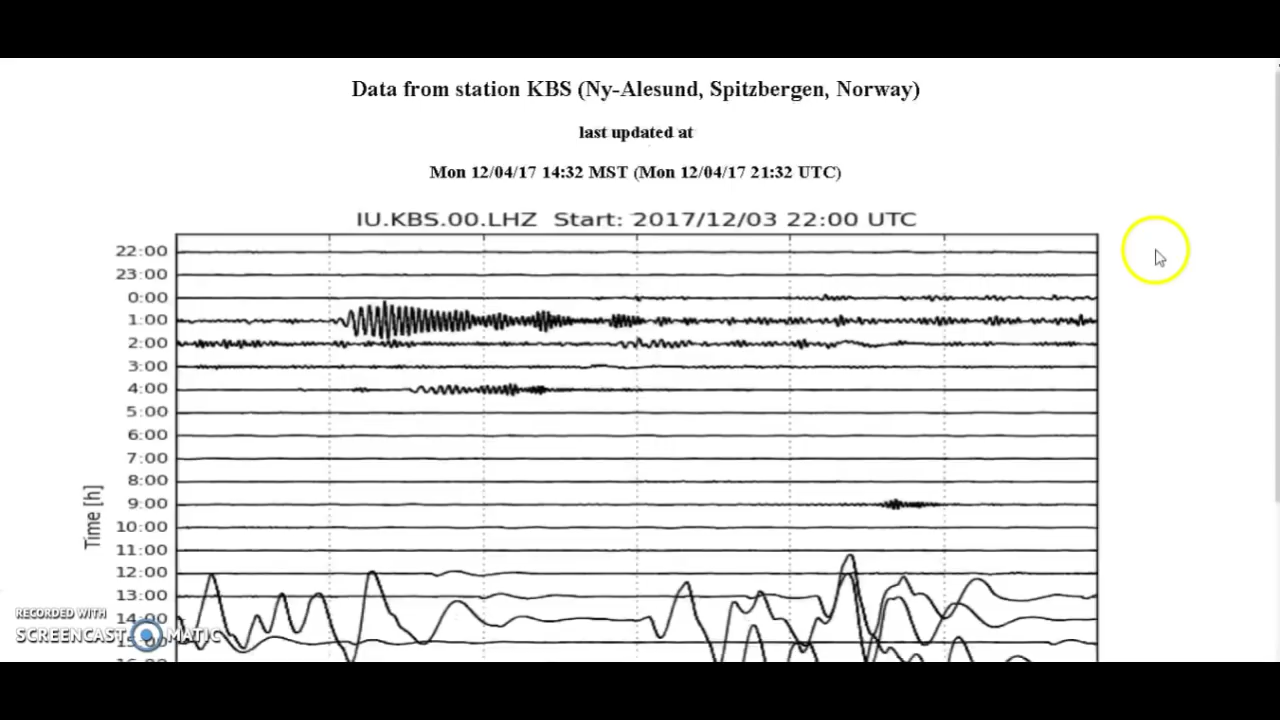 Data from station KBS (Ny-Alesund, Spitzbergen, Norway)
last updated at
Mon 12/04/17 14:32 MST (Mon 12/04/17 21:32 UTC)
IU.KBS.00.LHZ Start: 2017/12/03 22:00 UTC
22:00
23:00
0:00
1:00
2:00
3:00
4:00
5:00
6:00
7:00
8:00
9:00
10:00
11:00
12:00
13:00
14:00
15:00
Time [h]
RECORDED WITH
SCREENCAST MATIC